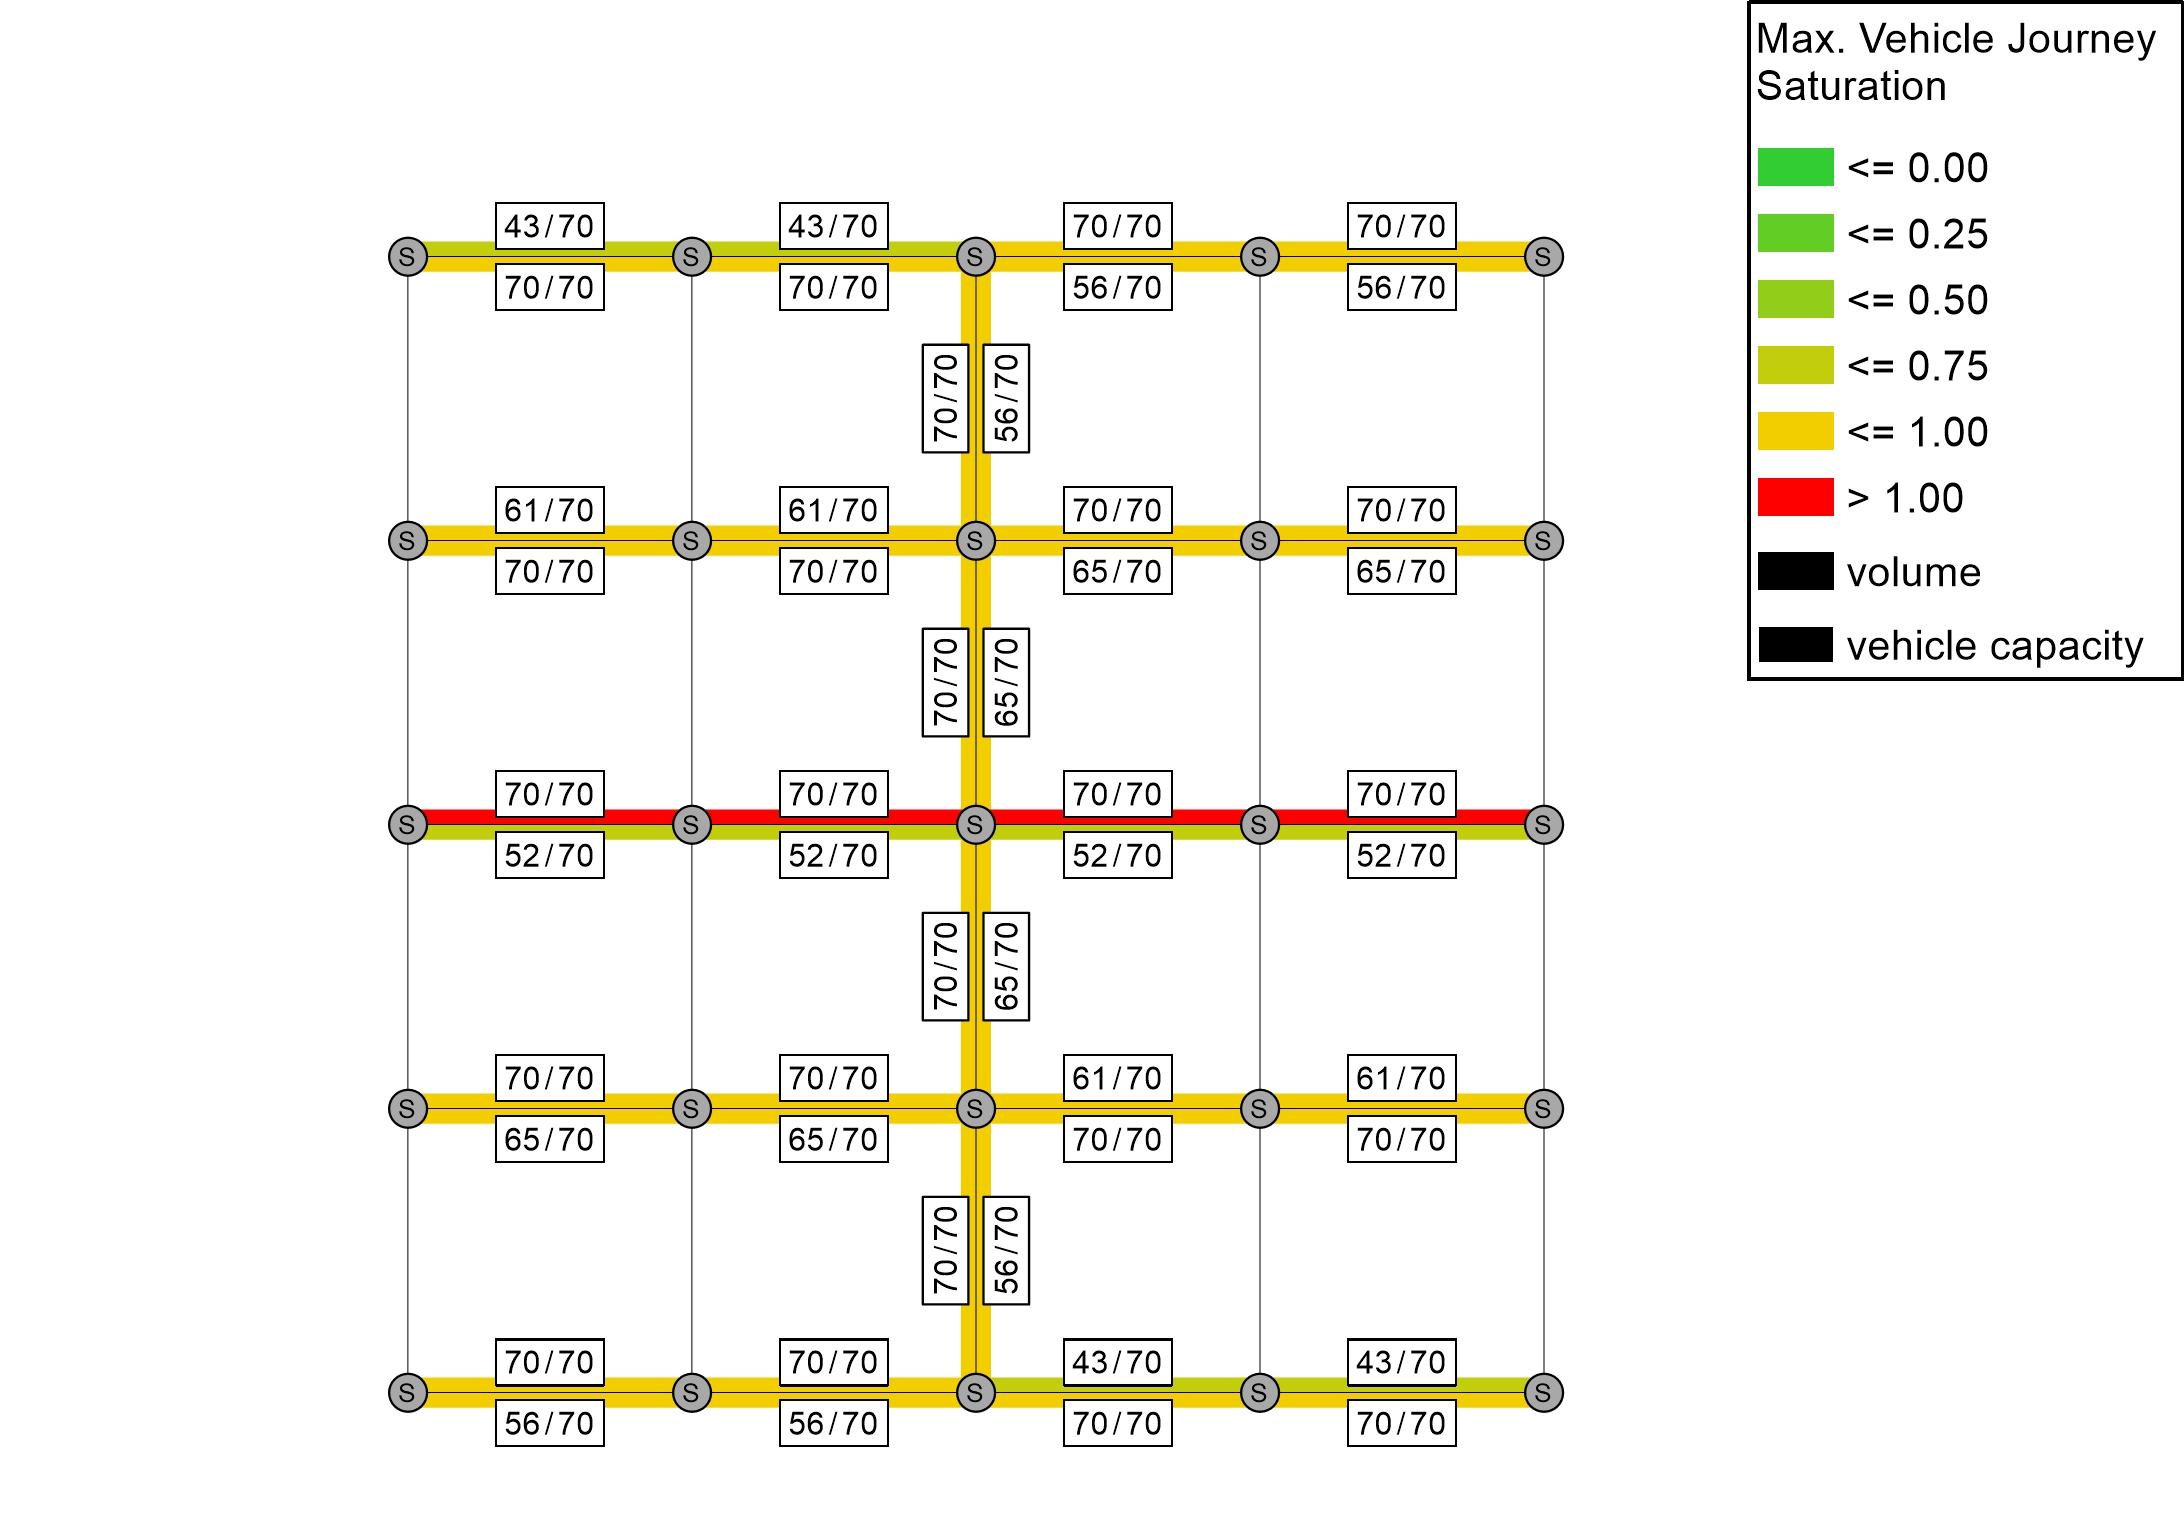 Max. Vehicle Journey
Saturation
<= 0.00
<= 0.25
<= 0.50
<= 0.75
<= 1.00
> 1.00
volume
vehicle capacity
43/70 43/70 70/70 70/70
S S S S S
70/70 70/70 56/70 56/70
70/70 56/70
61/70 61/70 70/70 70/70
S S S S S
70/70 70/70 65/70 65/70
70/70 65/70
70/70 70/70 70/70 70/70
S S S S S
52/70 52/70 52/70 52/70
70/70 65/70
70/70 70/70 61/70 61/70
S S S S S
65/70 65/70 70/70 70/70
70/70 56/70
70/70 70/70 43/70 43/70
S S S S S
56/70 56/70 70/70 70/70